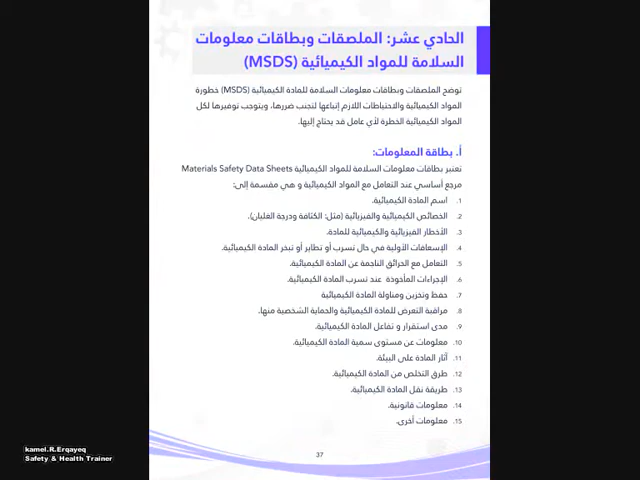 الحادي عشر: الملصقات وبطاقات معلومات
السلامة للمواد الكيميائية (MSDS)
توضح الملصقات وبطاقات معلومات السلامة للمادة الكيميائية (MSDS) خطورة
المواد الكيميائية والاحتياطات اللازم إتباعها لتجنب ضررها، ويتوجب توفيرها لكل
المواد الكيميائية الخطرة لأي عامل قد يحتاج إليها.
أ. بطاقة المعلومات:
تعتبر بطاقات معلومات السلامة للمواد الكيميائية Materials Safety Data Sheets
مرجع أساسي عند التعامل مع المواد الكيميائية و هي مقسمة إلى:
1. اسم المادة الكيميائية.
2. الخصائص الكيميائية والفيزيائية (مثل: الكثافة ودرجة الغليان).
3. الأخطار الفيزيائية والكيميائية للمادة.
4. الإسعافات الأولية في حال تسرب أو تطاير أو تبخر المادة الكيميائية.
5. التعامل مع الحرائق الناتجة عن المادة الكيميائية.
6. الإجراءات المأخوذة عند تسرب المادة الكيميائية.
7. حفظ وتخزين ومناولة المادة الكيميائية
8. مراقبة التعرض للمادة الكيميائية والحماية الشخصية منها.
9. مدى استقرار و تفاعل المادة الكيميائية.
10. معلومات عن مستوى سمية المادة الكيميائية.
11. آثار المادة على البيئة.
12. طرق التخلص من المادة الكيميائية.
13. طريقة نقل المادة الكيميائية.
14. معلومات قانونية.
15. معلومات أخرى.
37
kamel.R.Erqayeq
Safety & Health Trainer